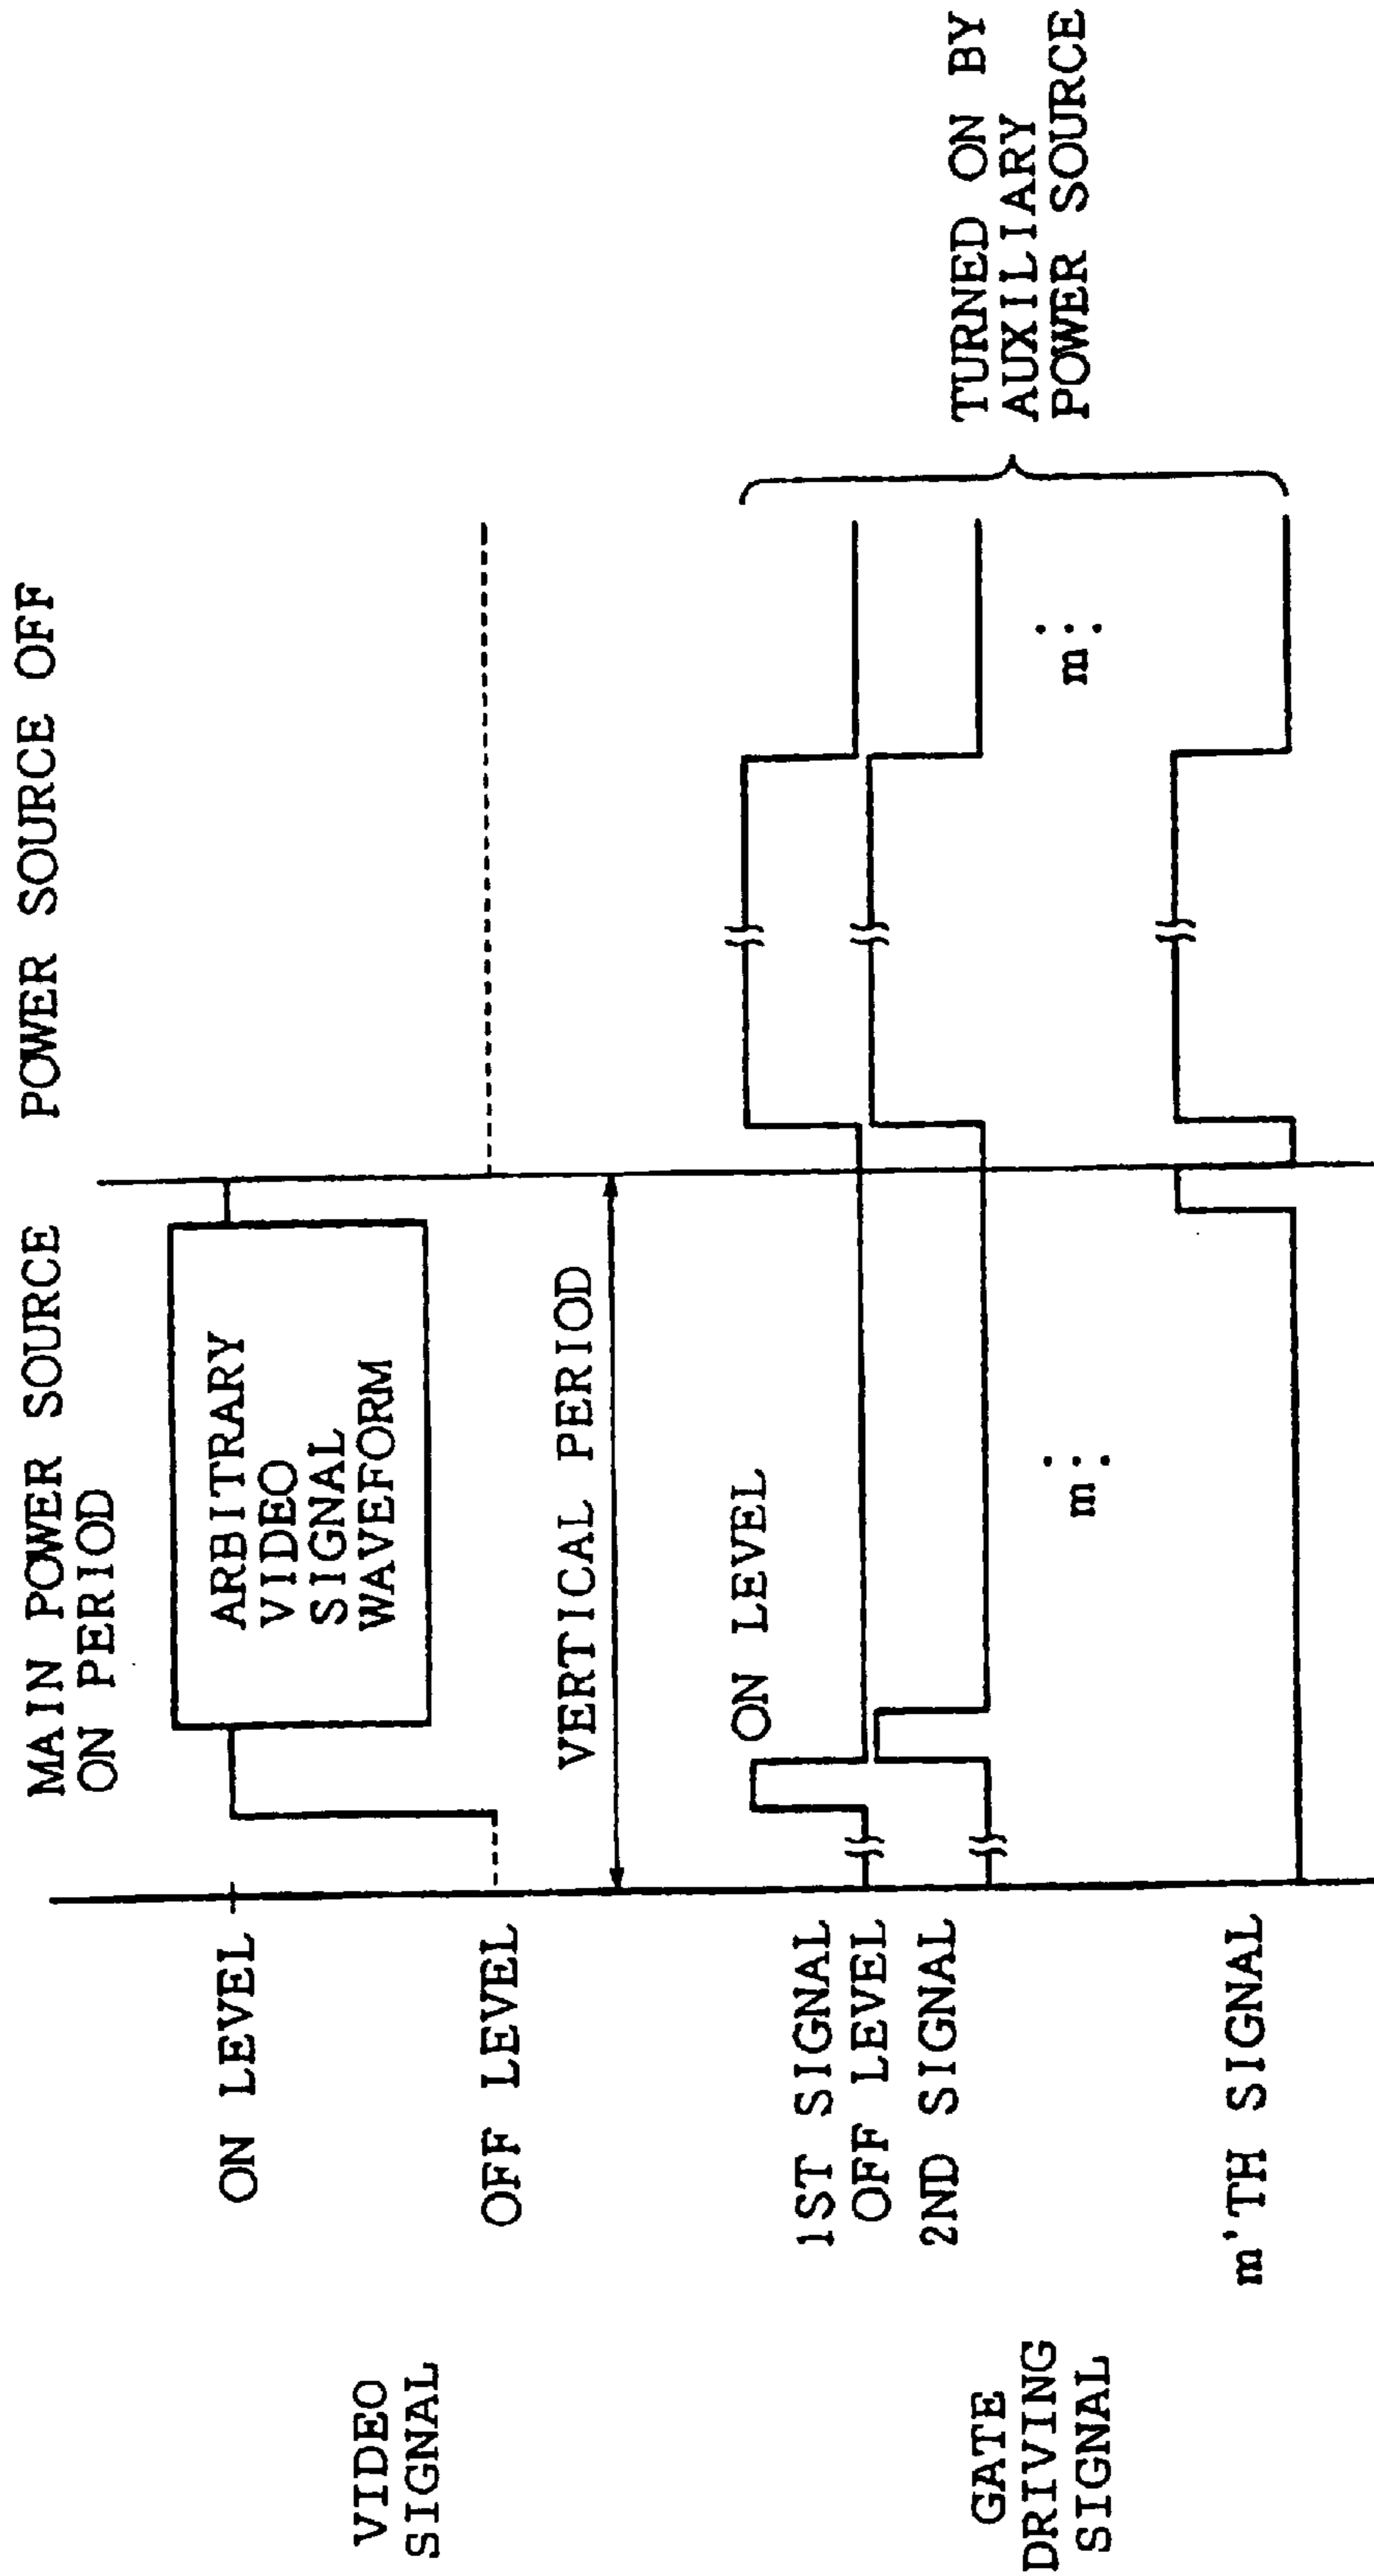 MAIN POWER SOURCE
ON PERIOD
POWER SOURCE OFF
VIDEO
SIGNAL
ON LEVEL
OFF LEVEL
ARBITRARY
VIDEO
SIGNAL
WAVEFORM
VERTICAL PERIOD
GATE
DRIVING
SIGNAL
1ST SIGNAL
OFF LEVEL
2ND SIGNAL
m'TH SIGNAL
ON LEVEL
m
m
TURNED ON BY
AUXILIARY
POWER SOURCE